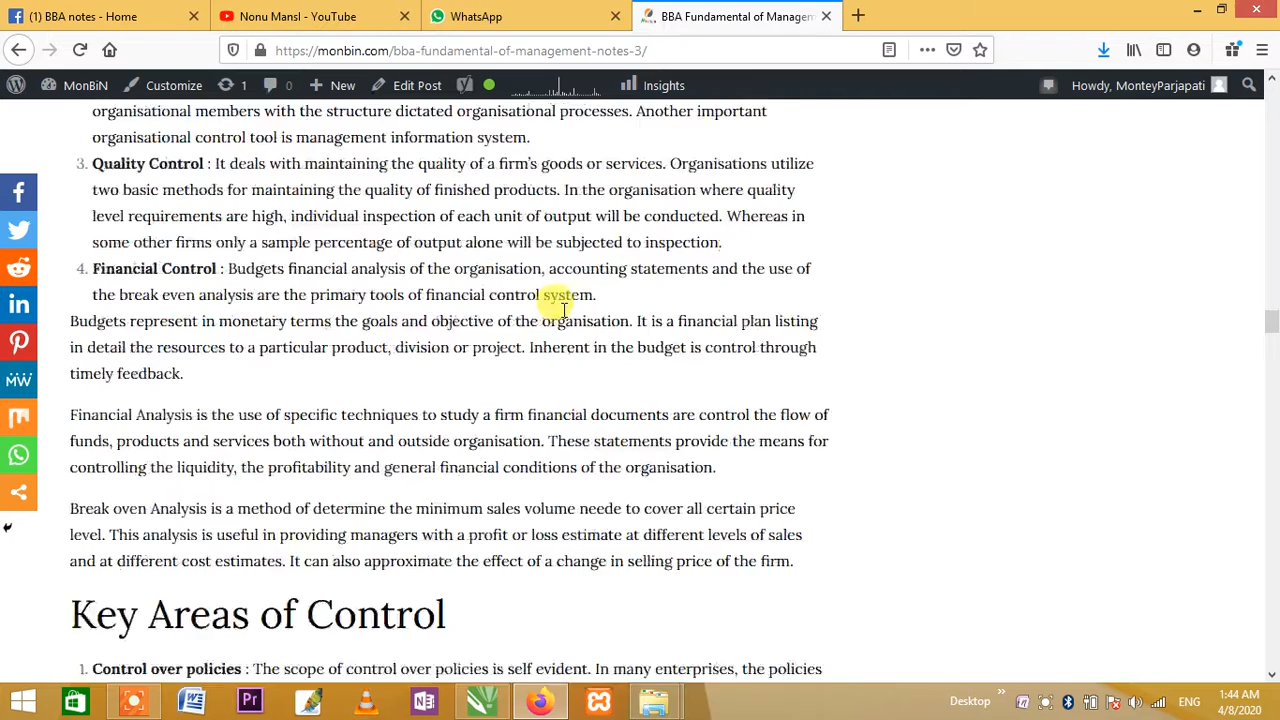 (1) BBA notes - Home
Nonu Mansl - YouTube
WhatsApp
BBA Fundamental of Managem
https://monbin.com/bba-fundamental-of-management-notes-3/
MonBiN
Customize
1
0
New
Edit Post
Insights
Howdy, MonteyParjapati
organisational members with the structure dictated organisational processes. Another important
organisational control tool is management information system.
3. Quality Control : It deals with maintaining the quality of a firm's goods or services. Organisations utilize
two basic methods for maintaining the quality of finished products. In the organisation where quality
level requirements are high, individual inspection of each unit of output will be conducted. Whereas in
some other firms only a sample percentage of output alone will be subjected to inspection.
4. Financial Control : Budgets financial analysis of the organisation, accounting statements and the use of
the break even analysis are the primary tools of financial control system.
Budgets represent in monetary terms the goals and objective of the organisation. It is a financial plan listing
in detail the resources to a particular product, division or project. Inherent in the budget is control through
timely feedback.
Financial Analysis is the use of specific techniques to study a firm financial documents are control the flow of
funds, products and services both without and outside organisation. These statements provide the means for
controlling the liquidity, the profitability and general financial conditions of the organisation.
Break oven Analysis is a method of determine the minimum sales volume neede to cover all certain price
level. This analysis is useful in providing managers with a profit or loss estimate at different levels of sales
and at different cost estimates. It can also approximate the effect of a change in selling price of the firm.
Key Areas of Control
1. Control over policies : The scope of control over policies is self evident. In many enterprises, the policies
MW
Desktop
ENG
1:44 AM
4/8/2020